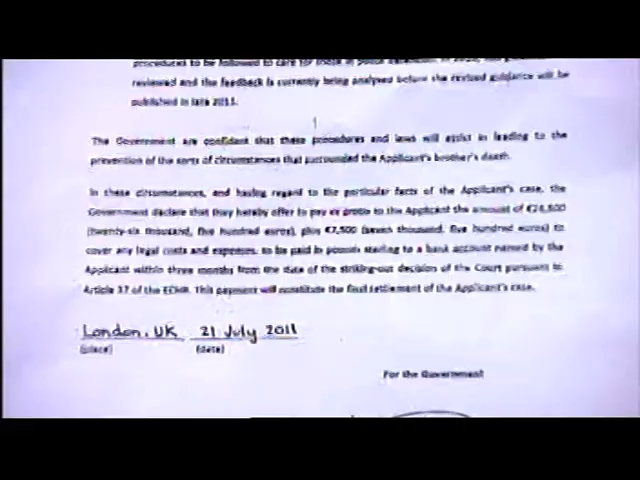 procedures to be followed to care for those in police
reviewed and the feedback is currently being analysed before the revised guidance will be
published in late 2011.
The Government are confident that these procedures and laws will assist in leading to the
prevention of the sorts of circumstances that surrounded the Applicant's brother's death.
In these circumstances, and having regard to the particular facts of the Applicant's case, the
Government declare that they hereby offer to pay ex gratia to the Applicant the amount of €26,500
(twenty-six thousand, five hundred euros), plus €7,500 (seven thousand, five hundred euros) to
cover any legal costs and expenses, to be paid in pounds sterling to a bank account named by the
Applicant within three months from the date of the striking-out decision of the Court pursuant to
Article 37 of the ECHR. This payment will constitute the final settlement of the Applicant's case.
London, UK 21 July 2011
(place) (date)
For the Government